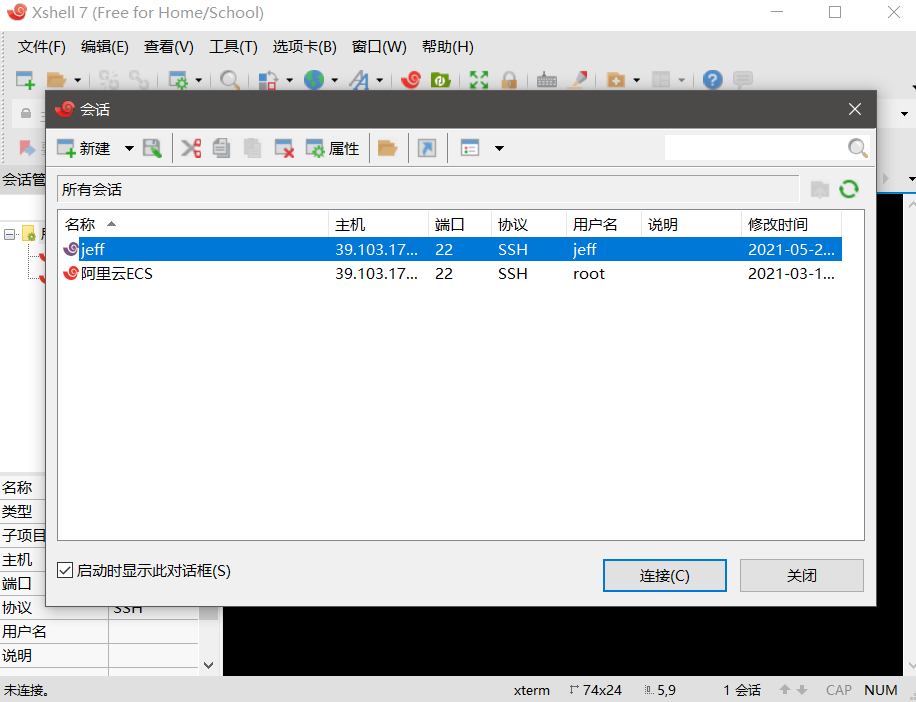 Xshell 7 (Free for Home/School)
文件(F) 编辑(E) 查看(V) 工具(T) 选项卡(B) 窗口(W) 帮助(H)
会话
新建 属性
会话管
所有会话
名称 主机 端口 协议 用户名 说明 修改时间
jeff 39.103.17... 22 SSH jeff 2021-05-2...
阿里云ECS 39.103.17... 22 SSH root 2021-03-1...
名称
类型
子项目
主机
端口
协议 SSH
用户名
说明
启动时显示此对话框(S) 连接(C) 关闭
未连接。 xterm 74x24 5,9 1 会话 CAP NUM